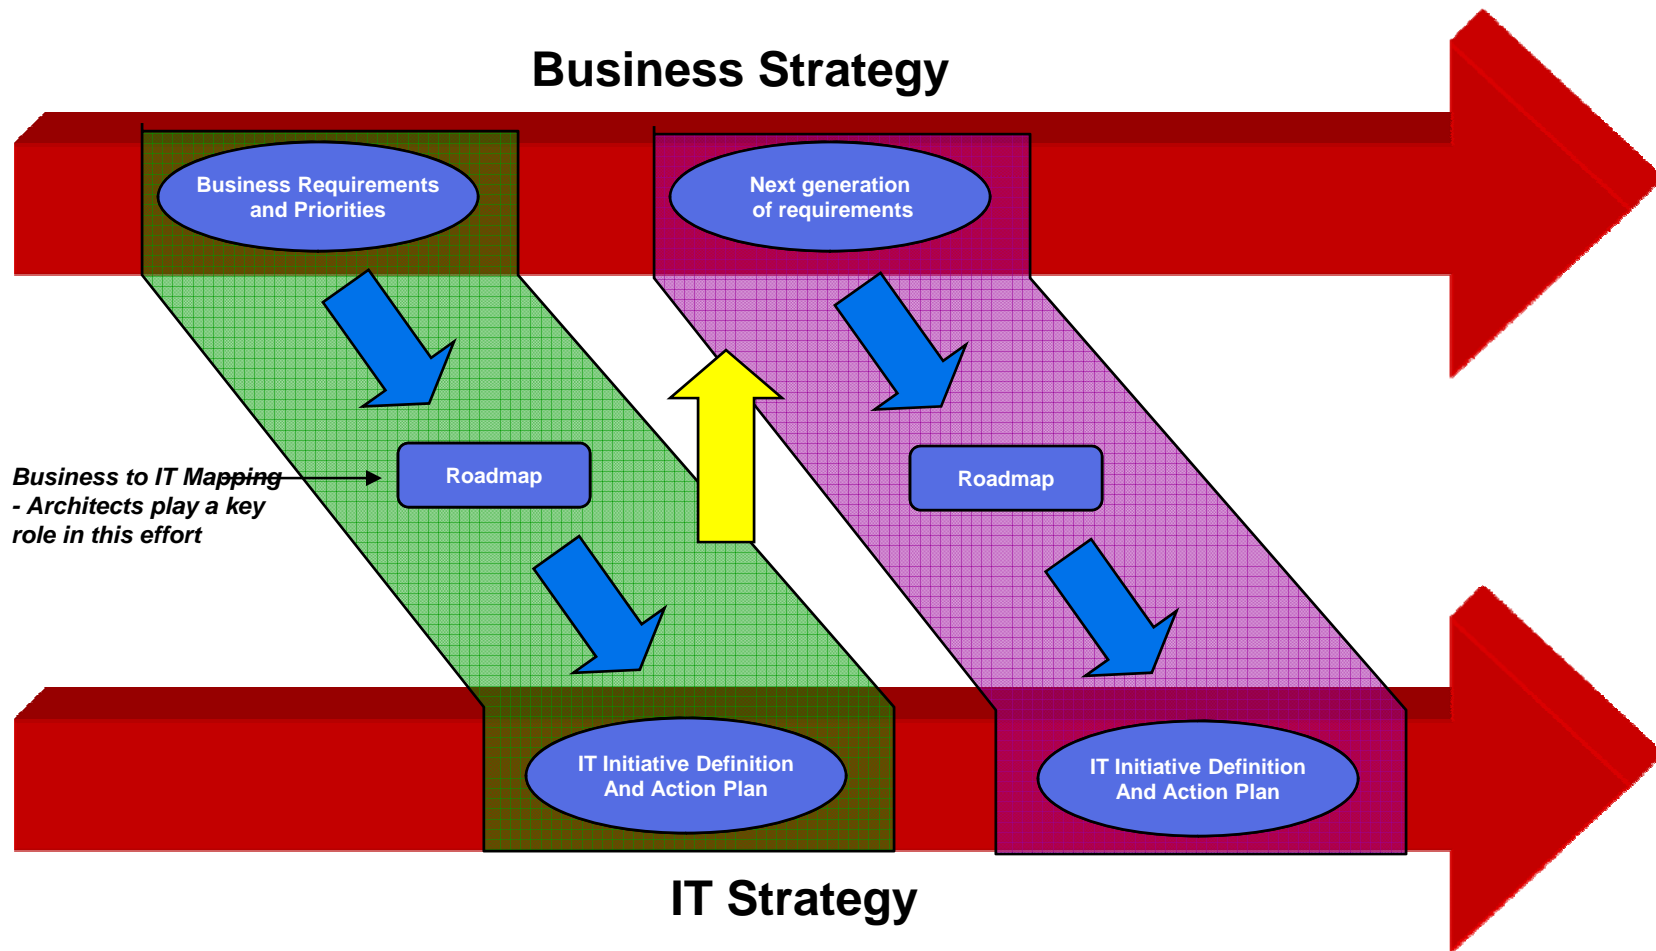 Business Strategy
Business Requirements
and Priorities
Next generation
of requirements
Business to IT Mapping
- Architects play a key
role in this effort
Roadmap
Roadmap
IT Initiative Definition
And Action Plan
IT Initiative Definition
And Action Plan
IT Strategy